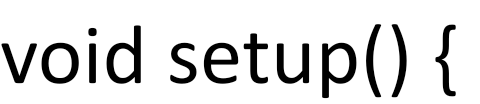 void setup() {